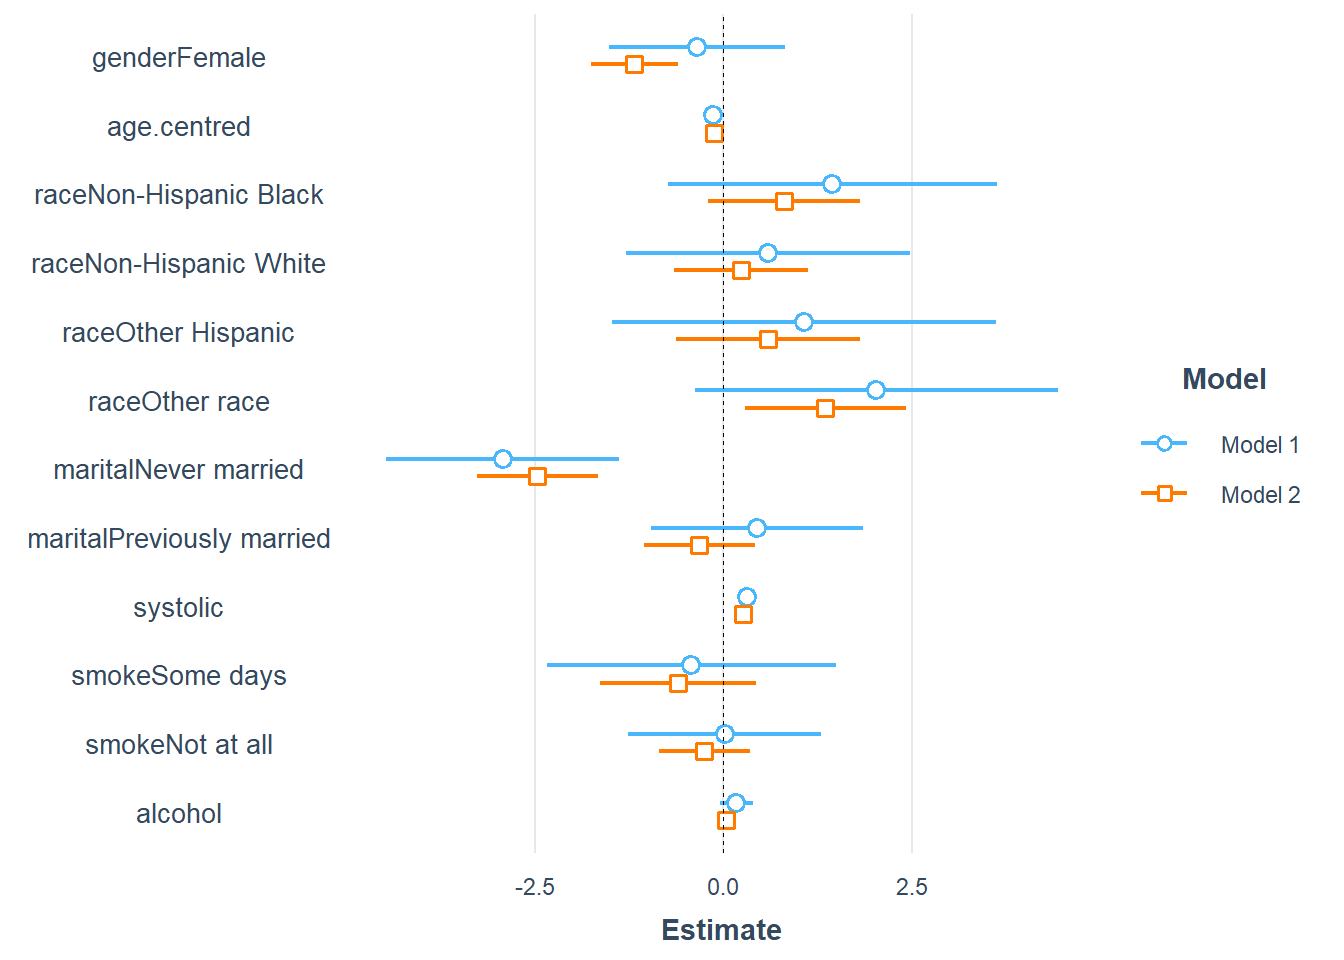 genderFemale
age.centred
raceNon-Hispanic Black
raceNon-Hispanic White
raceOther Hispanic
raceOther race
maritalNever married
maritalPreviously married
systolic
smokeSome days
smokeNot at all
alcohol
-2.5 0.0 2.5
Estimate
Model
Model 1
Model 2